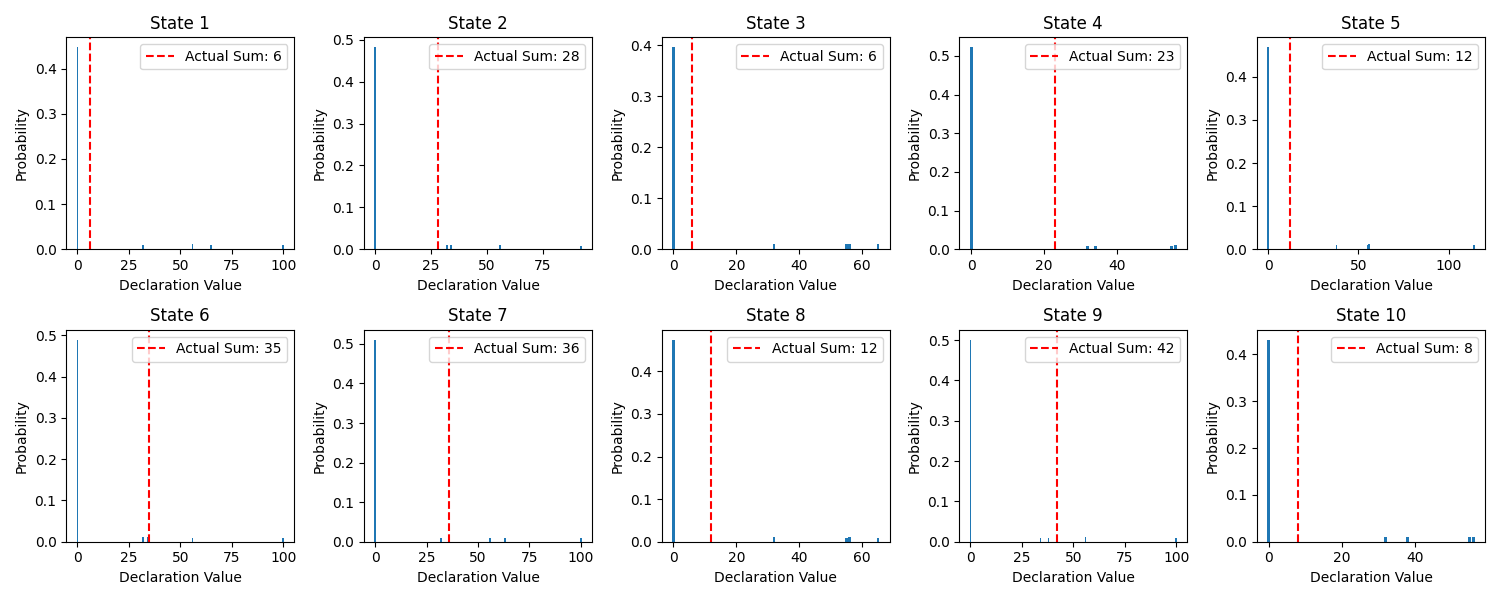 State 1
Probability
0.4
0.3
0.2
0.1
0.0
Actual Sum: 6
0 25 50 75 100
Declaration Value
State 2
Probability
0.5
0.4
0.3
0.2
0.1
0.0
Actual Sum: 28
0 25 50 75
Declaration Value
State 3
Probability
0.4
0.3
0.2
0.1
0.0
Actual Sum: 6
0 20 40 60
Declaration Value
State 4
Probability
0.5
0.4
0.3
0.2
0.1
0.0
Actual Sum: 23
0 20 40
Declaration Value
State 5
Probability
0.4
0.3
0.2
0.1
0.0
Actual Sum: 12
0 50 100
Declaration Value
State 6
Probability
0.5
0.4
0.3
0.2
0.1
0.0
Actual Sum: 35
0 25 50 75 100
Declaration Value
State 7
Probability
0.5
0.4
0.3
0.2
0.1
0.0
Actual Sum: 36
0 25 50 75 100
Declaration Value
State 8
Probability
0.4
0.3
0.2
0.1
0.0
Actual Sum: 12
0 20 40 60
Declaration Value
State 9
Probability
0.5
0.4
0.3
0.2
0.1
0.0
Actual Sum: 42
0 25 50 75 100
Declaration Value
State 10
Probability
0.4
0.3
0.2
0.1
0.0
Actual Sum: 8
0 20 40
Declaration Value